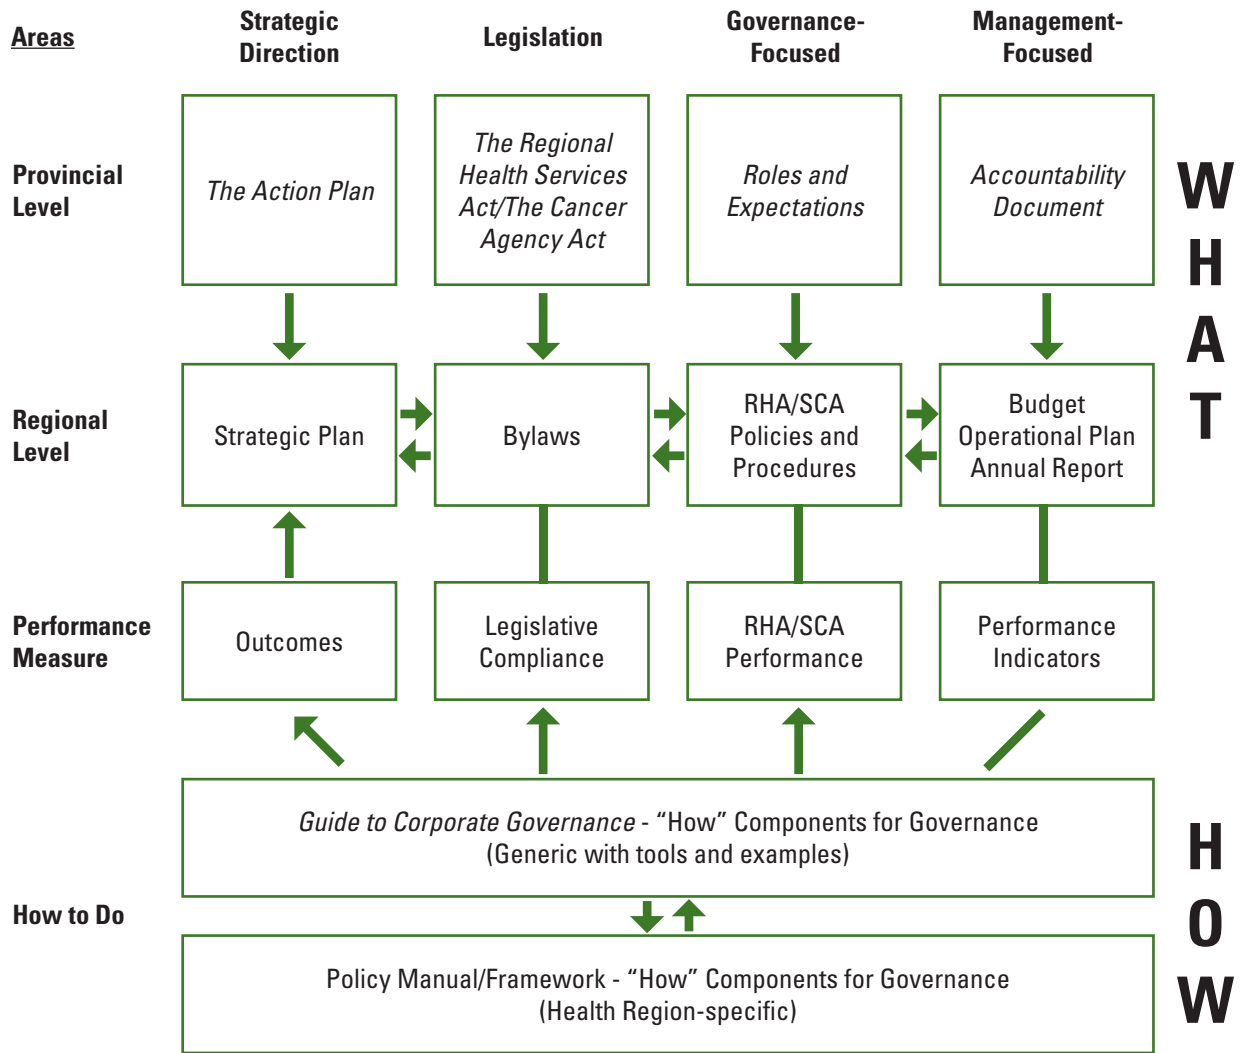 Areas
Strategic
Direction
Legislation
Governance-
Focused
Management-
Focused
Provincial
Level
The Action Plan
The Regional
Health Services
Act/The Cancer
Agency Act
Roles and
Expectations
Accountability
Document
W
H
A
T
Regional
Level
Strategic Plan
Bylaws
RHA/SCA
Policies and
Procedures
Budget
Operational Plan
Annual Report
Performance
Measure
Outcomes
Legislative
Compliance
RHA/SCA
Performance
Performance
Indicators
How to Do
Guide to Corporate Governance - “How” Components for Governance
(Generic with tools and examples)
Policy Manual/Framework - “How” Components for Governance
(Health Region-specific)
H
O
W